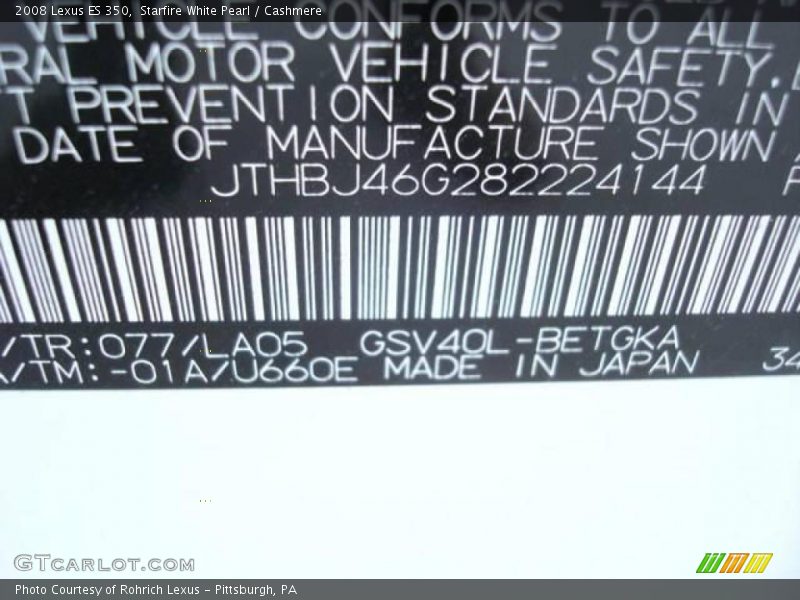 2008 Lexus ES 350, Starfire White Pearl / Cashmere
VEHICLE CONFORMS TO ALL
RAL MOTOR VEHICLE SAFETY,
T PREVENTION STANDARDS IN
DATE OF MANUFACTURE SHOWN
JTHBJ46G282224144
/TR:077/LA05 GSV40L-BETGKA
/TM:-01A/U660E MADE IN JAPAN 34
GTcarlot.com
Photo Courtesy of Rohrich Lexus - Pittsburgh, PA